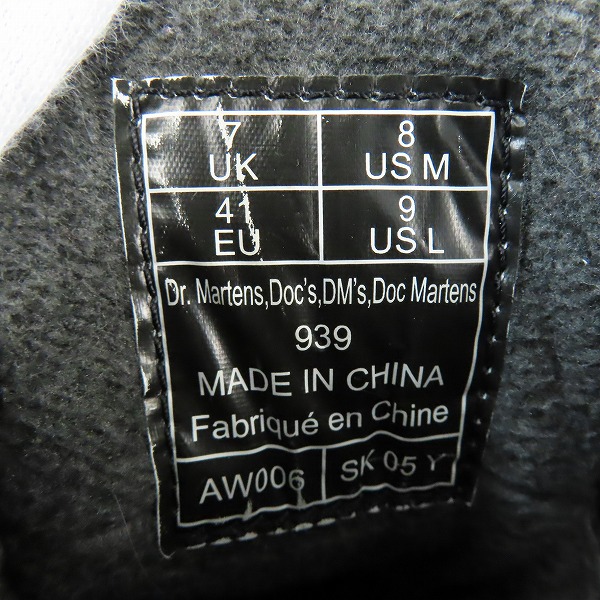 7
UK
8
US M
41
EU
9
US L
Dr. Martens,Doc's,DM's,Doc Martens
939
MADE IN CHINA
Fabriqué en Chine
AW006
SK 05 Y